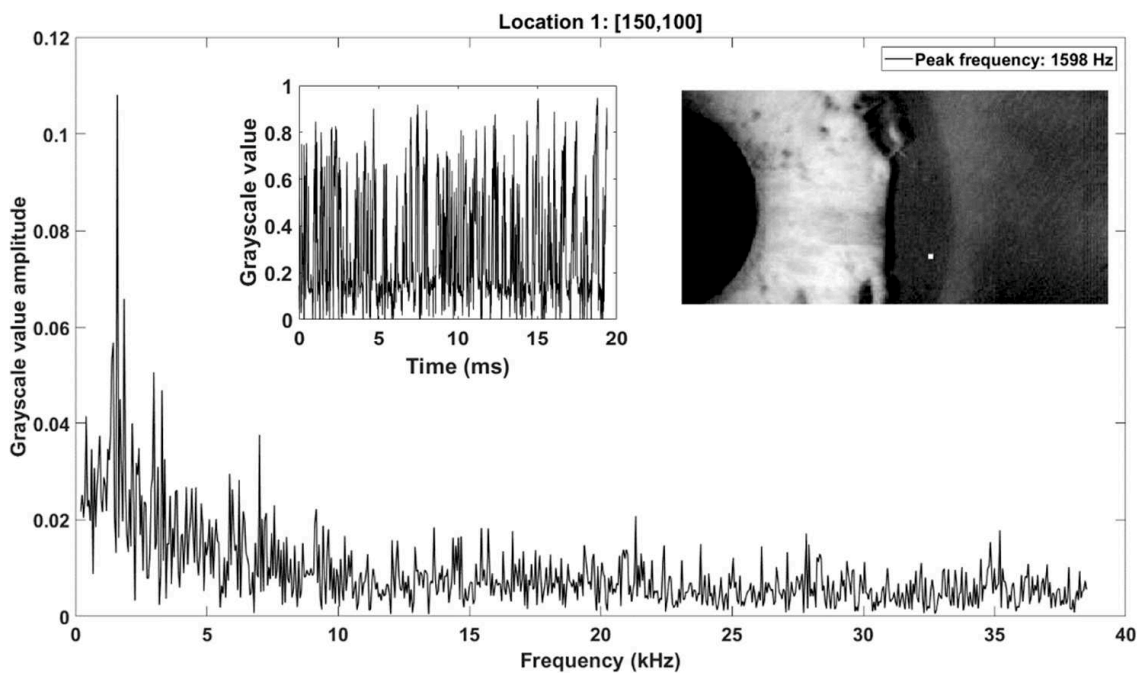 Location 1: [150,100]
Peak frequency: 1598 Hz
Grayscale value amplitude
0.12
0.1
0.08
0.06
0.04
0.02
0
Grayscale value
1
0.8
0.6
0.4
0.2
0
0 5 10 15 20
Time (ms)
0 5 10 15 20 25 30 35 40
Frequency (kHz)